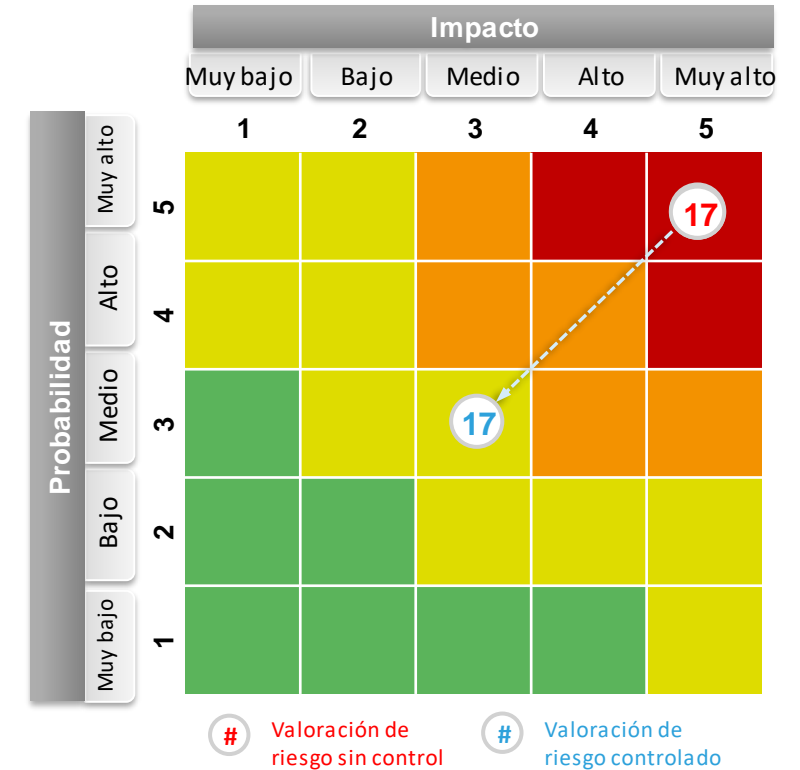 Impacto
Muy bajo
Bajo
Medio
Alto
Muy alto
1
2
3
4
5
Probabilidad
Muy alto
5
17
Alto
4
Medio
3
17
Bajo
2
Muy bajo
1
# Valoración de
riesgo sin control
# Valoración de
riesgo controlado